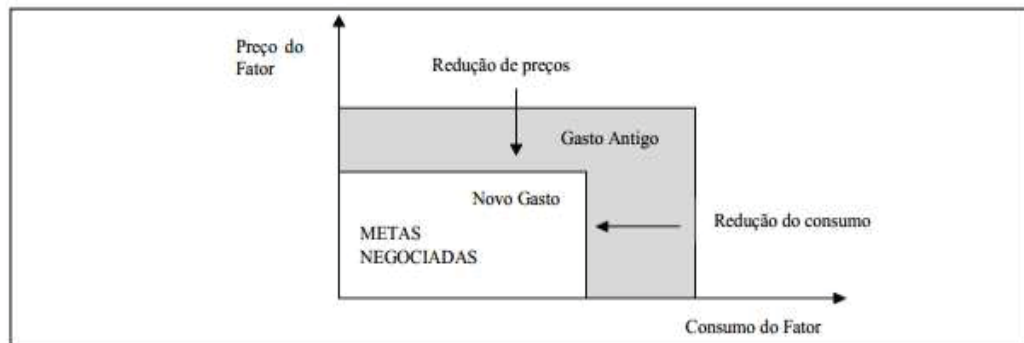 Preço do
Fator
Redução de preços
Gasto Antigo
Novo Gasto
Redução do consumo
METAS
NEGOCIADAS
Consumo do Fator